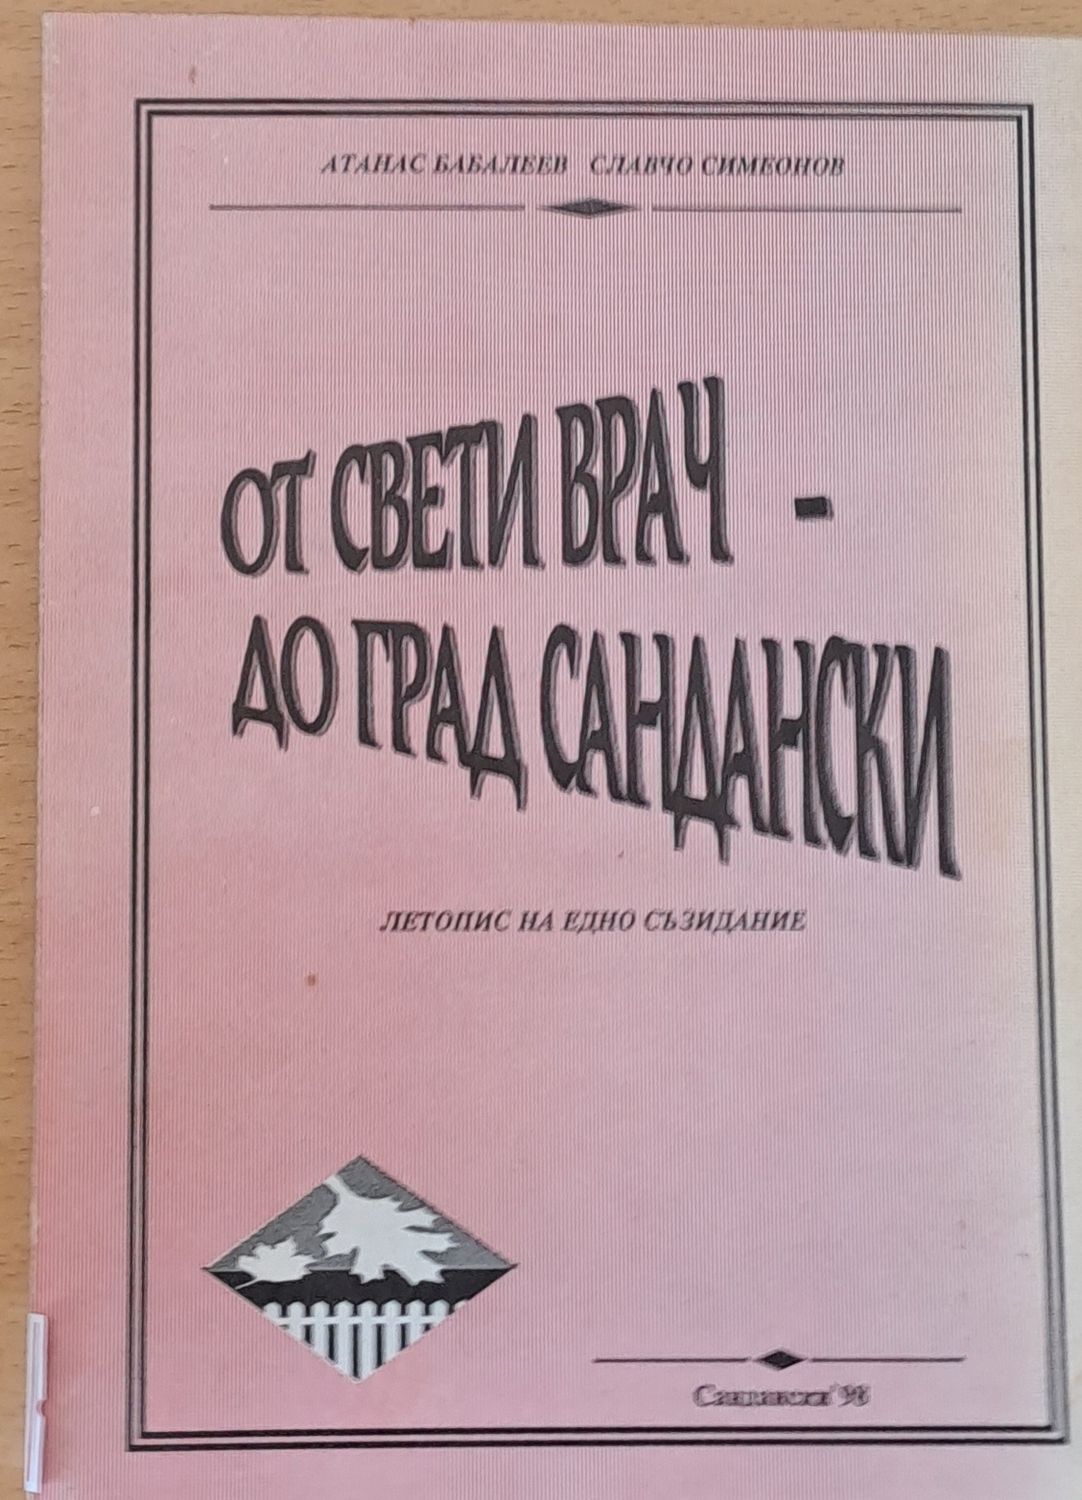 АТАНАС БАБАЛЕЕВ СЛАВЧО СИМЕОНОВ
ОТ СВЕТИ ВРАЧ -
ДО ГРАД САНДАНСКИ
ЛЕТОПИС НА ЕДНО СЪЗИДАНИЕ
Сандански'98